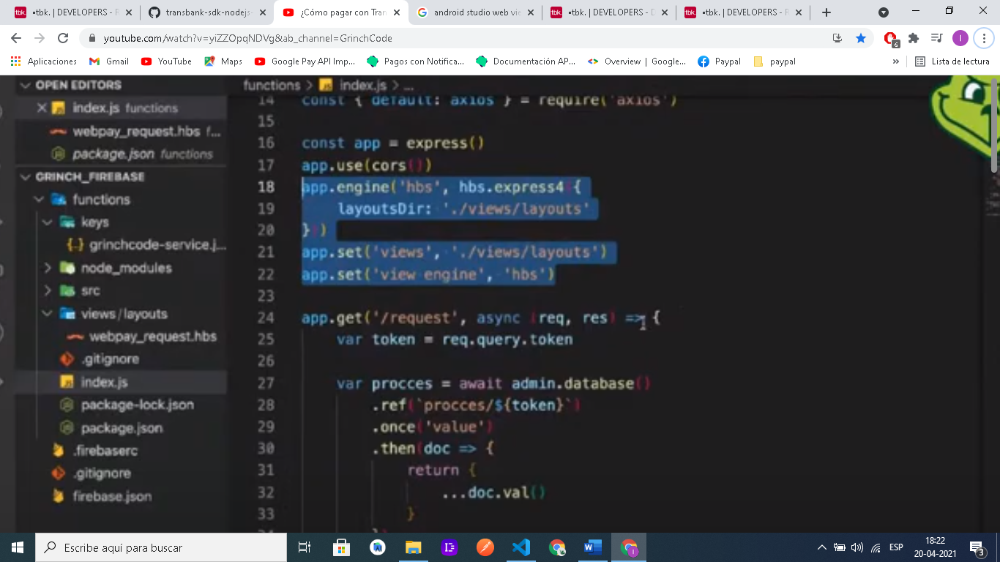 •tbk. | DEVELOPERS - R
transbank-sdk-nodejs-
¿Cómo pagar con Tran
android studio web vie
•tbk. | DEVELOPERS - D
•tbk. | DEVELOPERS - R
youtube.com/watch?v=yiZZOpqNDVg&ab_channel=GrinchCode
6
I
Aplicaciones
Gmail
YouTube
Maps
Google Pay API Imp...
Pagos con Notifica...
Documentación AP...
Overview | Google...
Paypal
paypal
»
Lista de lectura
OPEN EDITORS
index.js functions
webpay_request.hbs f...
package.json functions
GRINCH_FIREBASE
functions
keys
grinchcode-service.j...
node_modules
src
views/layouts
webpay_request.hbs
.gitignore
index.js
package-lock.json
package.json
.firebaserc
.gitignore
firebase.json
functions > index.js > ...
14 const { default: axios } = require('axios')
15
16 const app = express()
17 app.use(cors())
18 app.engine('hbs', hbs.express4({
19 layoutsDir: './views/layouts'
20 }))
21 app.set('views', './views/layouts')
22 app.set('view engine', 'hbs')
23
24 app.get('/request', async (req, res) => {
25 var token = req.query.token
26
27 var procces = await admin.database()
28 .ref(`procces/${token}`)
29 .once('value')
30 .then(doc => {
31 return {
32 ...doc.val()
33 }
Escribe aquí para buscar
ESP
18:22
20-04-2021
3